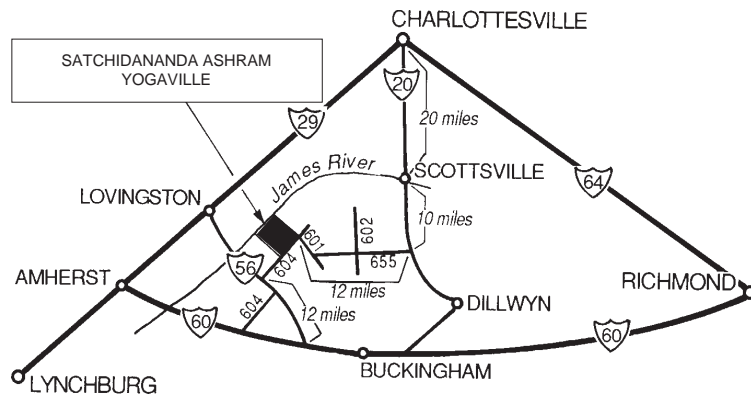 CHARLOTTESVILLE
SATCHIDANANDA ASHRAM
YOGAVILLE
20
29
20 miles
James River
SCOTTSVILLE
64
LOVINGSTON
10 miles
602
601
655
604
56
AMHERST
12 miles
RICHMOND
DILLWYN
604
12 miles
60
60
BUCKINGHAM
LYNCHBURG